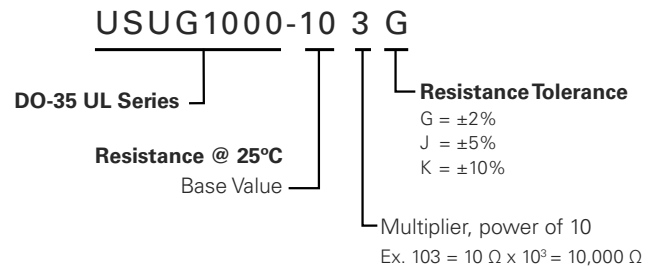 USUG1000-10 3 G
DO-35 UL Series
Resistance @ 25ºC
Base Value
Resistance Tolerance
G = ±2%
J = ±5%
K = ±10%
Multiplier, power of 10
Ex. 103 = 10 Ω x 10³ = 10,000 Ω